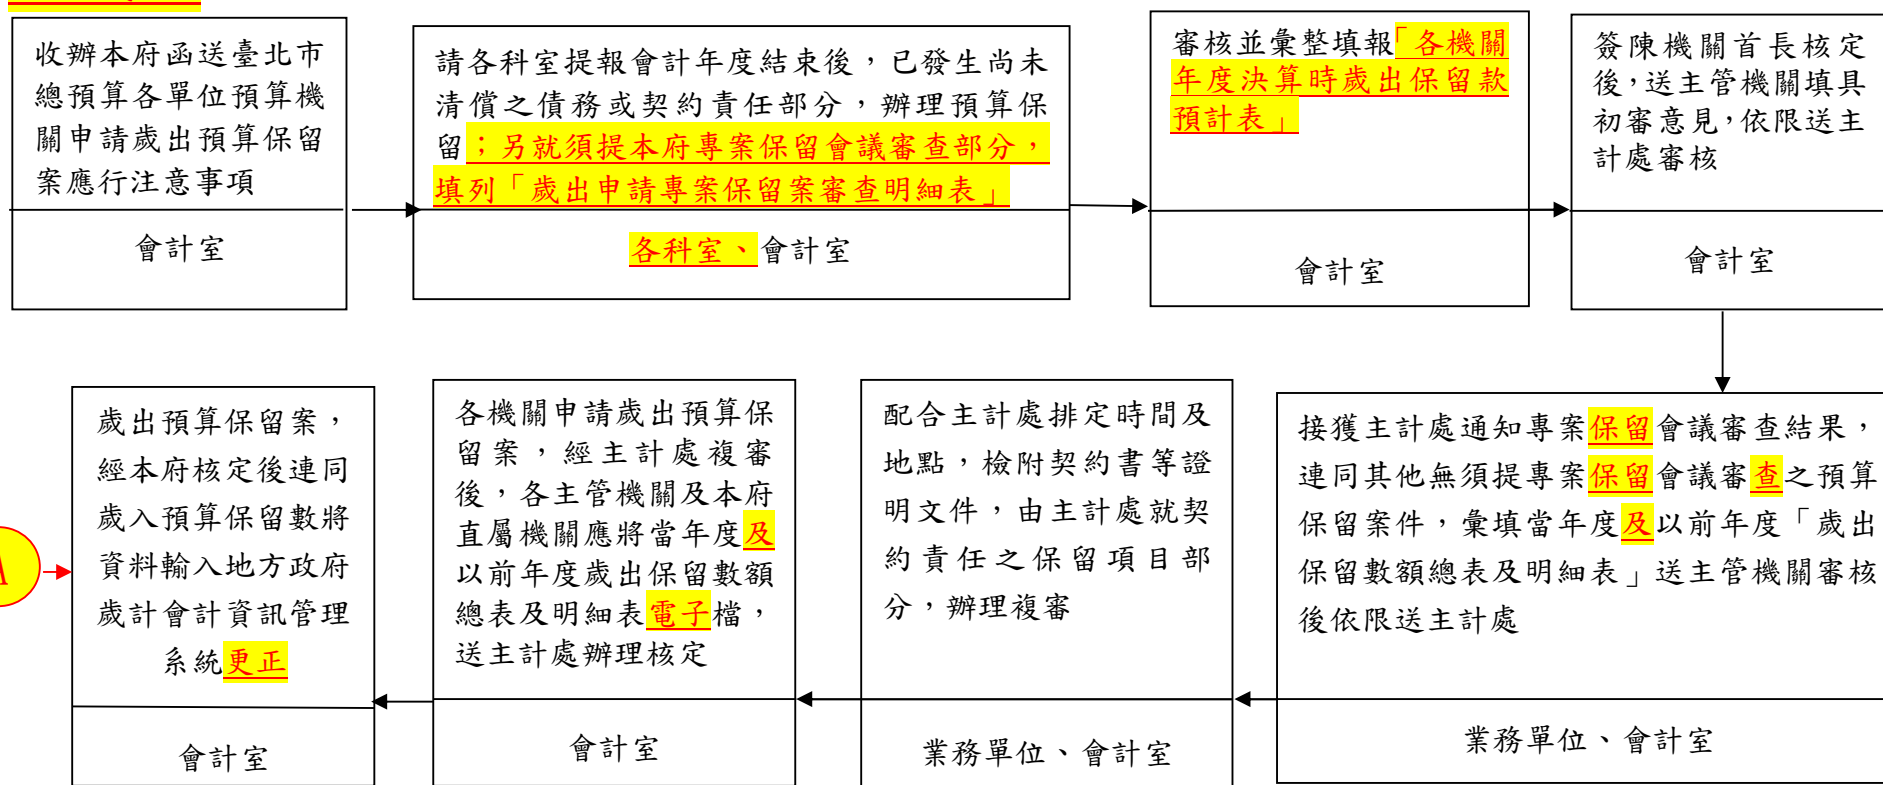 收辦本府函送臺北市
總預算各單位預算機
關申請歲出預算保留
案應行注意事項
會計室
請各科室提報會計年度結束後，已發生尚未
清償之債務或契約責任部分，辦理預算保
留；另就須提本府專案保留會議審查部分，
填列「歲出申請專案保留案審查明細表」
各科室、會計室
審核並彙整填報「各機關
年度決算時歲出保留款
預計表」
會計室
簽陳機關首長核定
後，送主管機關填具
初審意見，依限送主
計處審核
會計室
接獲主計處通知專案保留會議審查結果，
連同其他無須提專案保留會議審查之預算
保留案件，彙填當年度及以前年度「歲出
保留數額總表及明細表」送主管機關審核
後依限送主計處
業務單位、會計室
配合主計處排定時間及
地點，檢附契約書等證
明文件，由主計處就契
約責任之保留項目部
分，辦理複審
業務單位、會計室
各機關申請歲出預算保
留案，經主計處複審
後，各主管機關及本府
直屬機關應將當年度及
以前年度歲出保留數額
總表及明細表電子檔，
送主計處辦理核定
會計室
歲出預算保留案，
經本府核定後連同
歲入預算保留數將
資料輸入地方政府
歲計會計資訊管理
系統更正
會計室
A